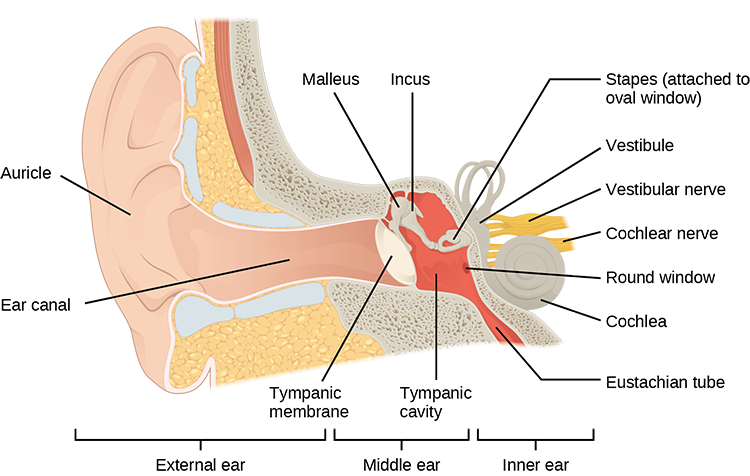 Malleus
Incus
Stapes (attached to
oval window)
Vestibule
Auricle
Vestibular nerve
Cochlear nerve
Round window
Ear canal
Cochlea
Eustachian tube
Tympanic
membrane
Tympanic
cavity
External ear
Middle ear
Inner ear